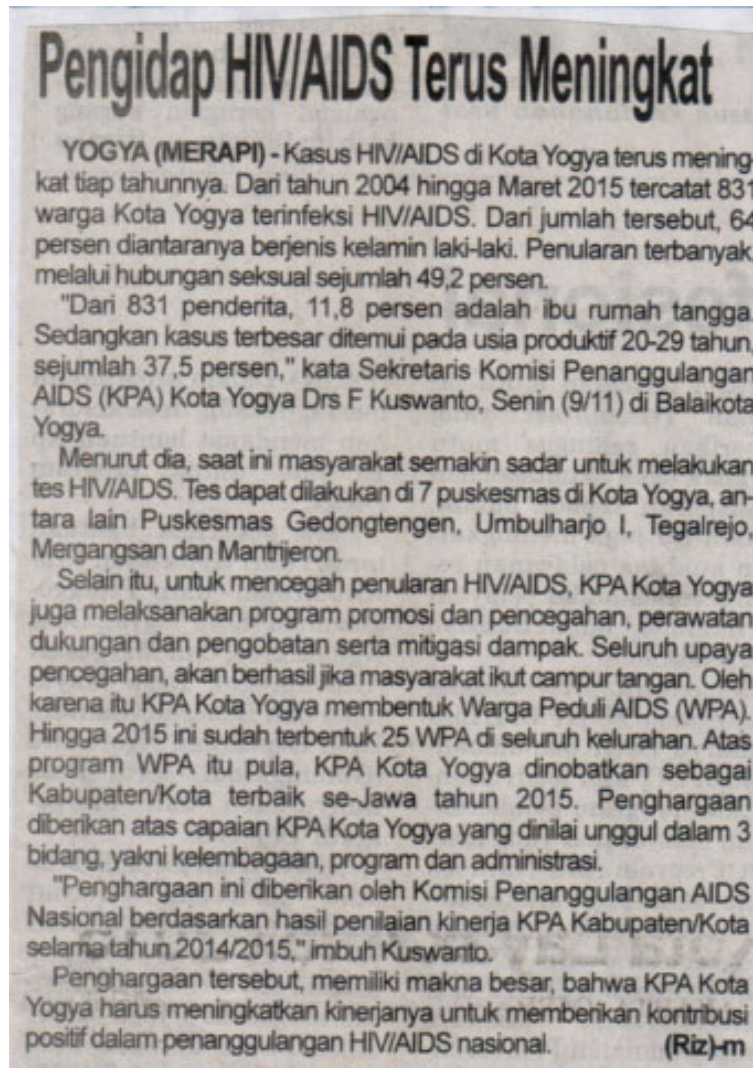 Pengidap HIV/AIDS Terus Meningkat
YOGYA (MERAPI) - Kasus HIV/AIDS di Kota Yogya terus mening-
kat tiap tahunnya. Dari tahun 2004 hingga Maret 2015 tercatat 831
warga Kota Yogya terinfeksi HIV/AIDS. Dari jumlah tersebut, 64
persen diantaranya berjenis kelamin laki-laki. Penularan terbanyak
melalui hubungan seksual sejumlah 49,2 persen.
"Dari 831 penderita, 11,8 persen adalah ibu rumah tangga.
Sedangkan kasus terbesar ditemui pada usia produktif 20-29 tahun,
sejumlah 37,5 persen," kata Sekretaris Komisi Penanggulangan
AIDS (KPA) Kota Yogya Drs F Kuswanto, Senin (9/11) di Balaikota
Yogya.
Menurut dia, saat ini masyarakat semakin sadar untuk melakukan
tes HIV/AIDS. Tes dapat dilakukan di 7 puskesmas di Kota Yogya, an-
tara lain Puskesmas Gedongtengen, Umbulharjo I, Tegalrejo,
Mergangsan dan Mantrijeron.
Selain itu, untuk mencegah penularan HIV/AIDS, KPA Kota Yogya
juga melaksanakan program promosi dan pencegahan, perawatan
dukungan dan pengobatan serta mitigasi dampak. Seluruh upaya
pencegahan, akan berhasil jika masyarakat ikut campur tangan. Oleh
karena itu KPA Kota Yogya membentuk Warga Peduli AIDS (WPA).
Hingga 2015 ini sudah terbentuk 25 WPA di seluruh kelurahan. Atas
program WPA itu pula, KPA Kota Yogya dinobatkan sebagai
Kabupaten/Kota terbaik se-Jawa tahun 2015. Penghargaan
diberikan atas capaian KPA Kota Yogya yang dinilai unggul dalam 3
bidang, yakni kelembagaan, program dan administrasi.
"Penghargaan ini diberikan oleh Komisi Penanggulangan AIDS
Nasional berdasarkan hasil penilaian kinerja KPA Kabupaten/Kota
selama tahun 2014/2015," imbuh Kuswanto.
Penghargaan tersebut, memiliki makna besar, bahwa KPA Kota
Yogya harus meningkatkan kinerjanya untuk memberikan kontribusi
positif dalam penanggulangan HIV/AIDS nasional. (Riz)-m